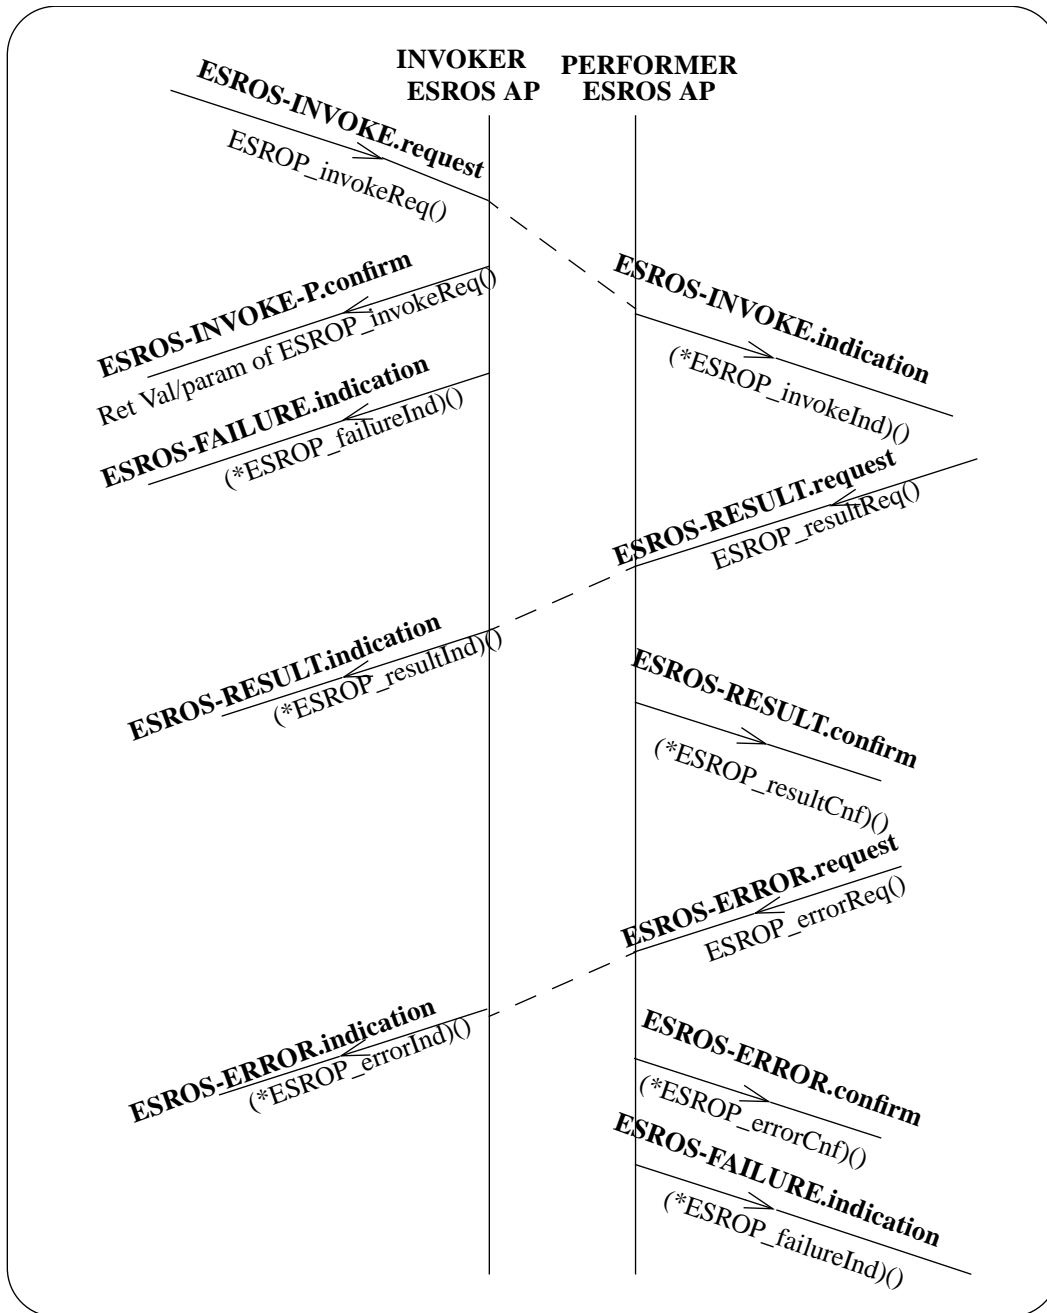 INVOKER
ESROS AP
PERFORMER
ESROS AP
ESROS-INVOKE.request
ESROP_invokeReq()
ESROS-INVOKE-P.confirm
Ret Val/param of ESROP_invokeReq()
ESROS-INVOKE.indication
(*ESROP_invokeInd)()
ESROS-FAILURE.indication
(*ESROP_failureInd)()
ESROS-RESULT.request
ESROP_resultReq()
ESROS-RESULT.indication
(*ESROP_resultInd)()
ESROS-RESULT.confirm
(*ESROP_resultCnf)()
ESROS-ERROR.request
ESROP_errorReq()
ESROS-ERROR.indication
(*ESROP_errorInd)()
ESROS-ERROR.confirm
(*ESROP_errorCnf)()
ESROS-FAILURE.indication
(*ESROP_failureInd)()